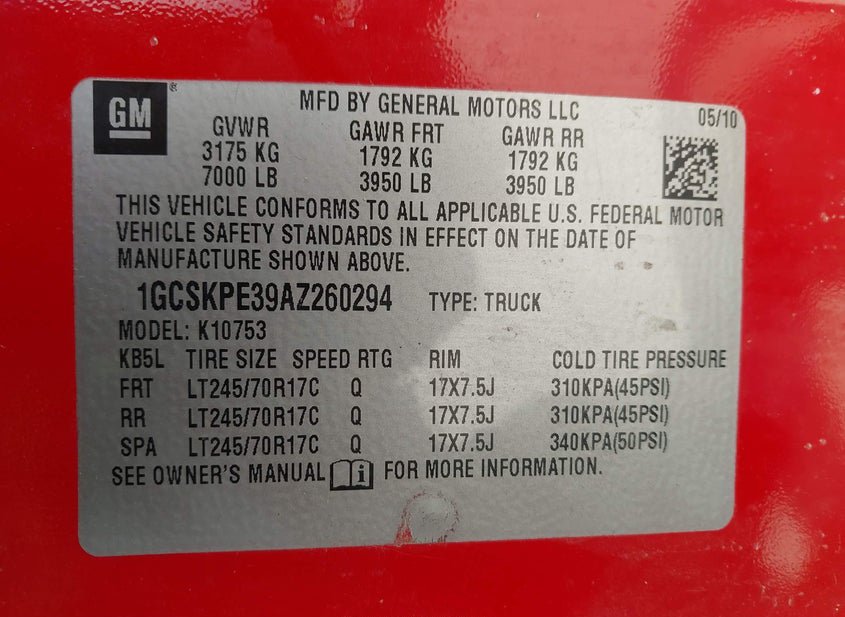 GM ®
MFD BY GENERAL MOTORS LLC 05/10
GVWR GAWR FRT GAWR RR
3175 KG 1792 KG 1792 KG
7000 LB 3950 LB 3950 LB
THIS VEHICLE CONFORMS TO ALL APPLICABLE U.S. FEDERAL MOTOR
VEHICLE SAFETY STANDARDS IN EFFECT ON THE DATE OF
MANUFACTURE SHOWN ABOVE.
1GCSKPE39AZ260294 TYPE: TRUCK
MODEL: K10753
KB5L TIRE SIZE SPEED RTG RIM COLD TIRE PRESSURE
FRT LT245/70R17C Q 17X7.5J 310KPA(45PSI)
RR LT245/70R17C Q 17X7.5J 310KPA(45PSI)
SPA LT245/70R17C Q 17X7.5J 340KPA(50PSI)
SEE OWNER'S MANUAL i FOR MORE INFORMATION.